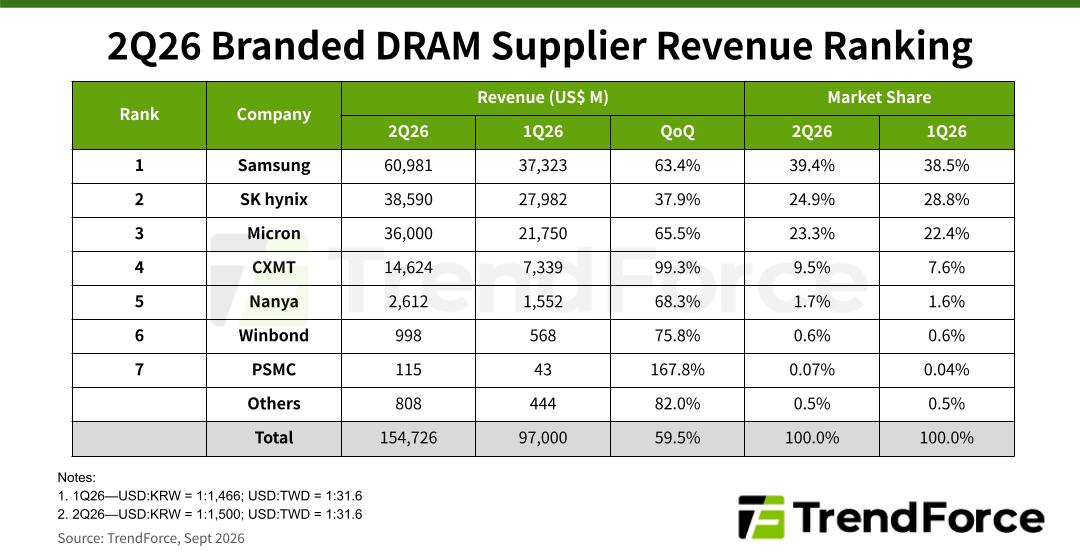 2Q26 Branded DRAM Supplier Revenue Ranking
Rank Company Revenue (US$ M) Market Share
2Q26 1Q26 QoQ 2Q26 1Q26
1 Samsung 60,981 37,323 63.4% 39.4% 38.5%
2 SK hynix 38,590 27,982 37.9% 24.9% 28.8%
3 Micron 36,000 21,750 65.5% 23.3% 22.4%
4 CXMT 14,624 7,339 99.3% 9.5% 7.6%
5 Nanya 2,612 1,552 68.3% 1.7% 1.6%
6 Winbond 998 568 75.8% 0.6% 0.6%
7 PSMC 115 43 167.8% 0.07% 0.04%
Others 808 444 82.0% 0.5% 0.5%
Total 154,726 97,000 59.5% 100.0% 100.0%
TrendForce
Notes:
1. 1Q26—USD:KRW = 1:1,466; USD:TWD = 1:31.6
2. 2Q26—USD:KRW = 1:1,500; USD:TWD = 1:31.6
Source: TrendForce, Sept 2026
TrendForce